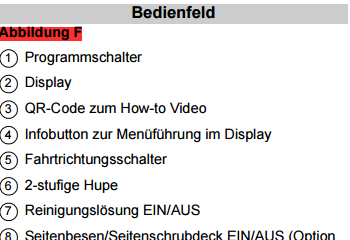 Bedienfeld
Abbildung F
1 Programmschalter
2 Display
3 QR-Code zum How-to Video
4 Infobutton zur Menüführung im Display
5 Fahrtrichtungsschalter
6 2-stufige Hupe
7 Reinigungslösung EIN/AUS
8 Seitenbesen/Seitenschrubdeck EIN/AUS (Option